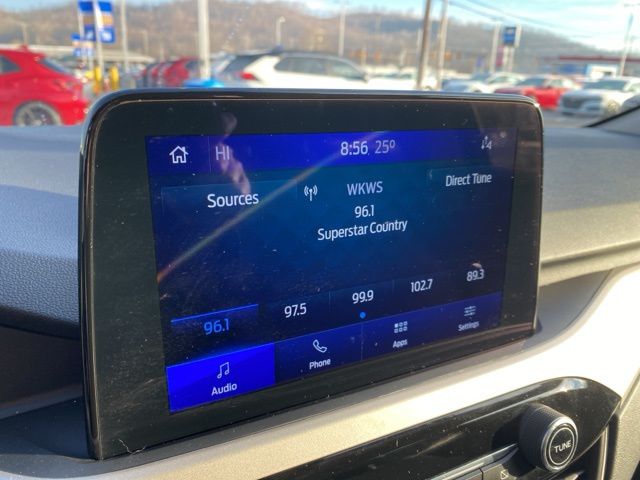 HI 8:56 25°
Sources WKWS Direct Tune
96.1
Superstar Country
96.1 97.5 99.9 102.7 89.3
Audio Phone Apps Settings
TUNE